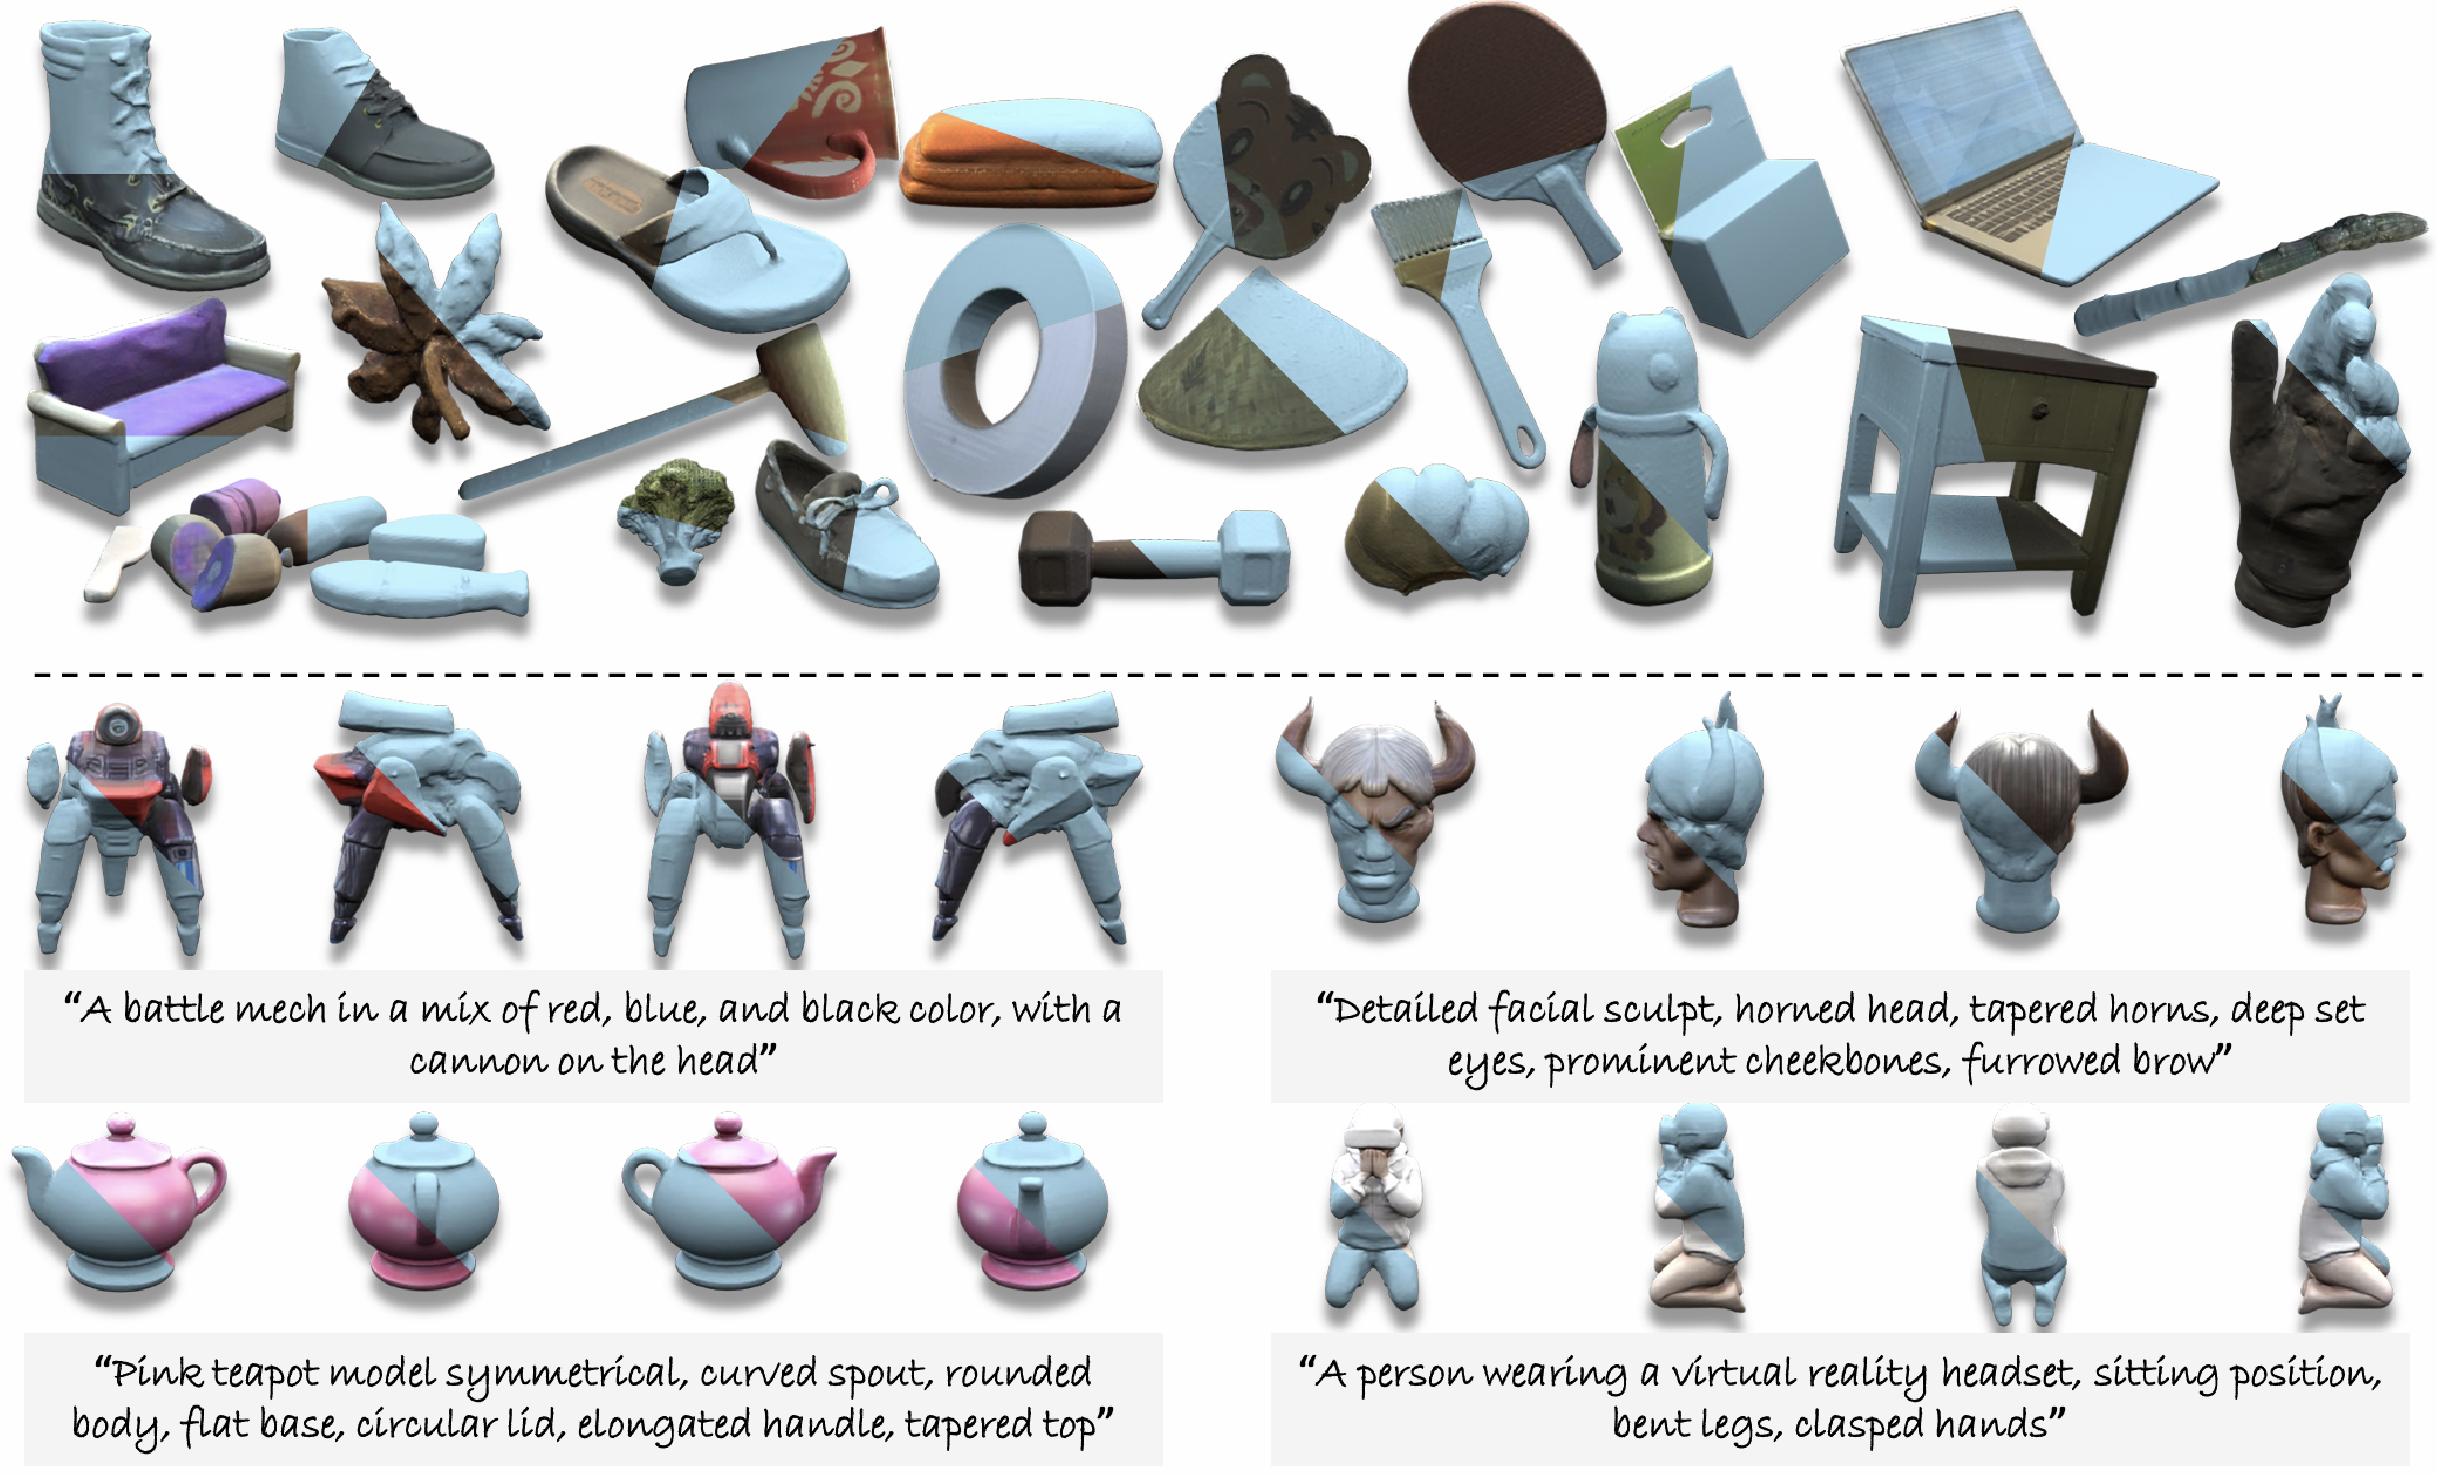 “A battle mech in a mix of red, blue, and black color, with a
cannon on the head”
“Detailed facial sculpt, horned head, tapered horns, deep set
eyes, prominent cheekbones, furrowed brow”
“Pink teapot model symmetrical, curved spout, rounded
body, flat base, circular lid, elongated handle, tapered top”
“A person wearing a virtual reality headset, sitting position,
bent legs, clasped hands”